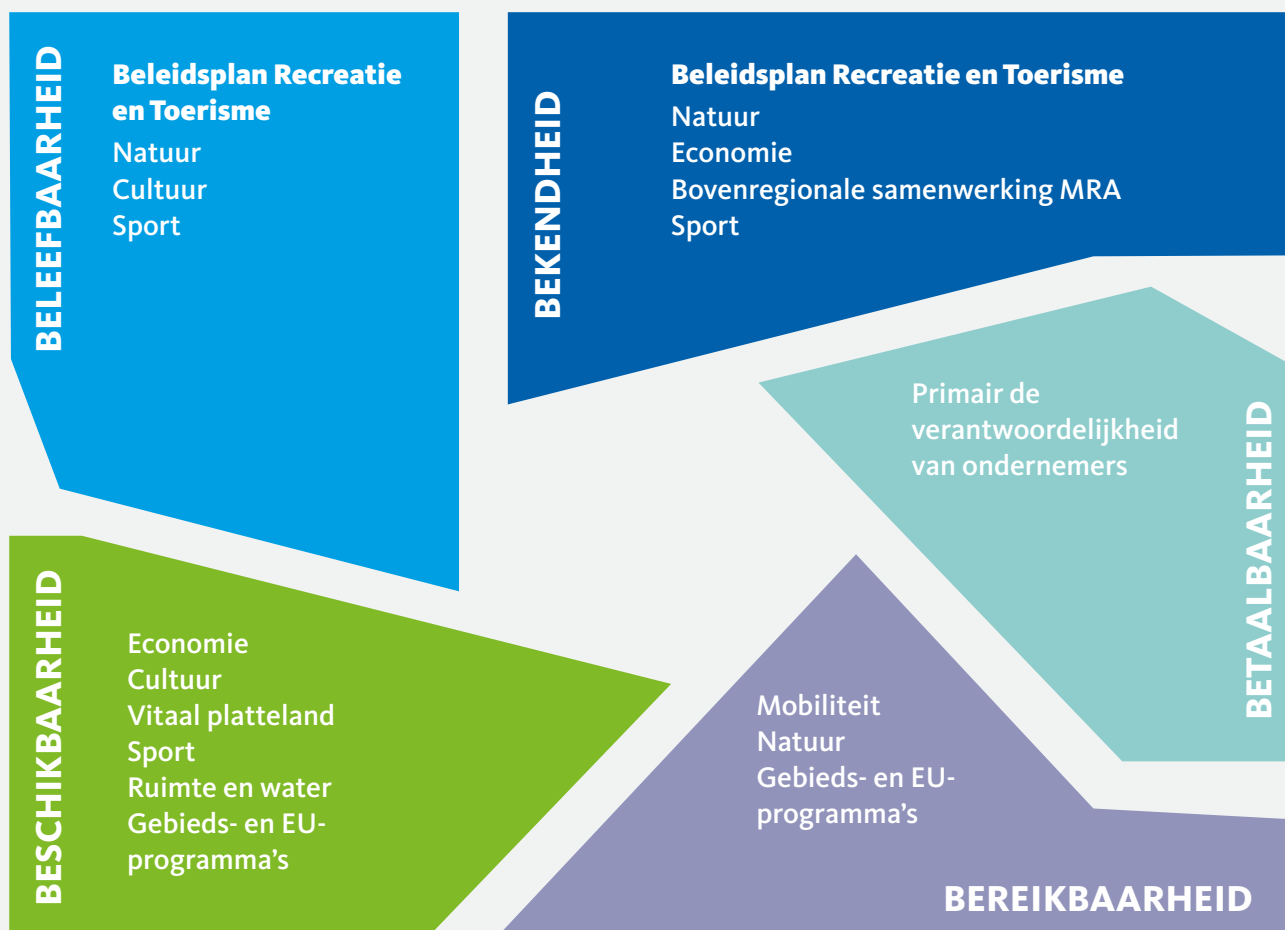 BELEEFBAARHEID
Beleidsplan Recreatie
en Toerisme
Natuur
Cultuur
Sport
BEKENDHEID
Beleidsplan Recreatie en Toerisme
Natuur
Economie
Bovenregionale samenwerking MRA
Sport
Primair de
verantwoordelijkheid
van ondernemers
BETAALBAARHEID
BESCHIKBAARHEID
Economie
Cultuur
Vitaal platteland
Sport
Ruimte en water
Gebieds- en EU-
programma's
Mobiliteit
Natuur
Gebieds- en EU-
programma's
BEREIKBAARHEID